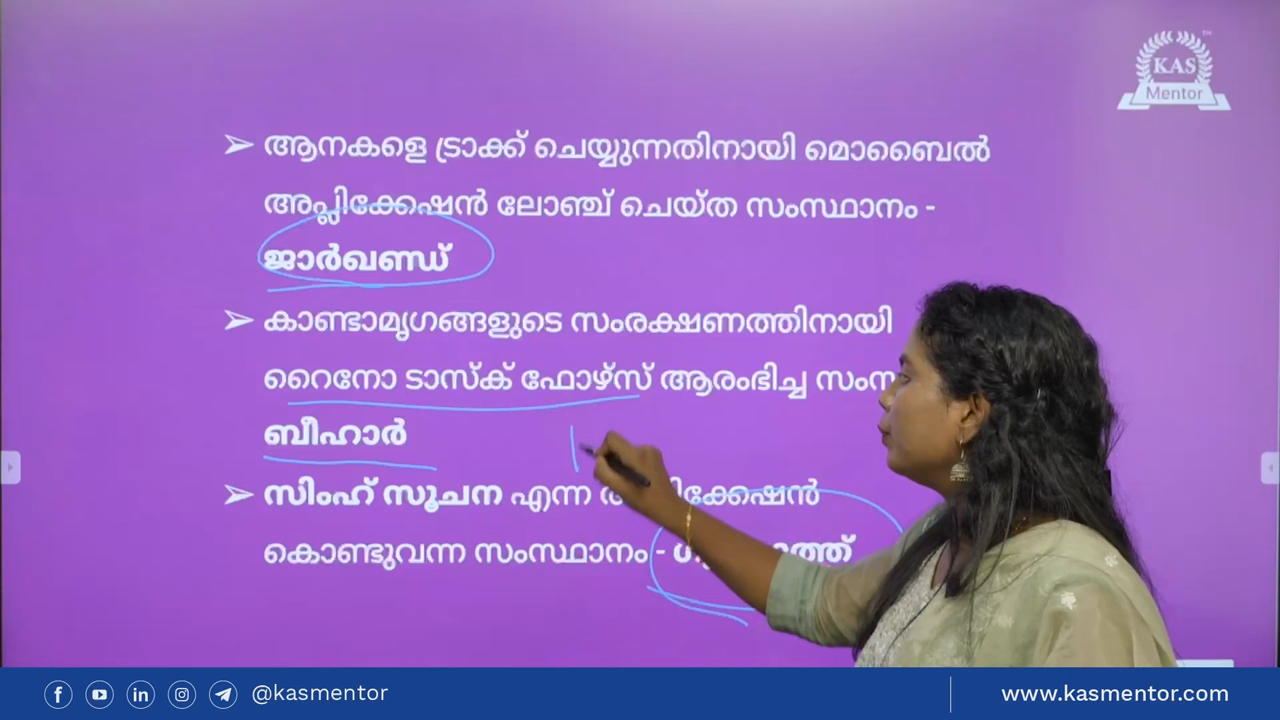 KAS
Mentor
TM
➢ ആനകളെ ട്രാക്ക് ചെയ്യുന്നതിനായി മൊബൈൽ
അപ്ലിക്കേഷൻ ലോഞ്ച് ചെയ്ത സംസ്ഥാനം -
ജാർഖണ്ഡ്
➢ കാണ്ടാമൃഗങ്ങളുടെ സംരക്ഷണത്തിനായി
റൈനോ ടാസ്ക് ഫോഴ്സ് ആരംഭിച്ച
ബീഹാർ
➢ സിംഹ് സൂചന എന്ന
കൊണ്ടുവന്ന സംസ്ഥാനം -
@kasmentor
www.kasmentor.com